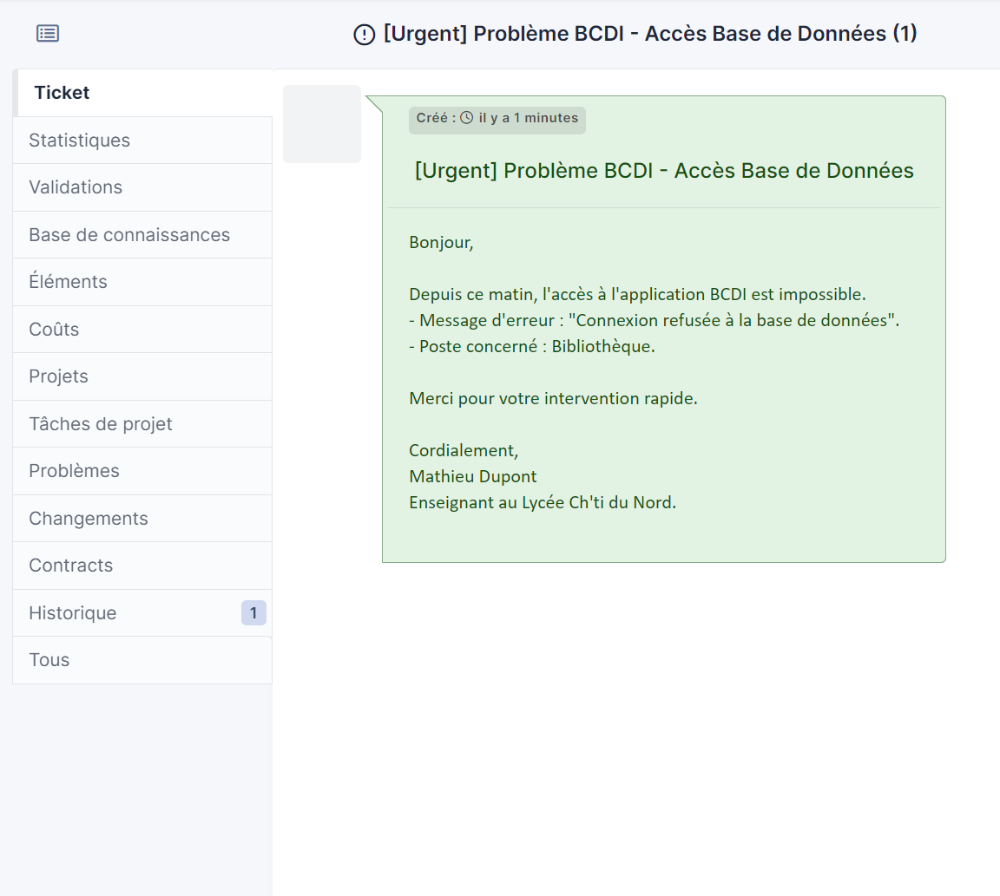 [Urgent] Problème BCDI - Accès Base de Données (1)
Ticket
Statistiques
Validations
Base de connaissances
Éléments
Coûts
Projets
Tâches de projet
Problèmes
Changements
Contracts
Historique 1
Tous
Créé : il y a 1 minutes
[Urgent] Problème BCDI - Accès Base de Données
Bonjour,
Depuis ce matin, l'accès à l'application BCDI est impossible.
- Message d'erreur : "Connexion refusée à la base de données".
- Poste concerné : Bibliothèque.
Merci pour votre intervention rapide.
Cordialement,
Mathieu Dupont
Enseignant au Lycée Ch'ti du Nord.